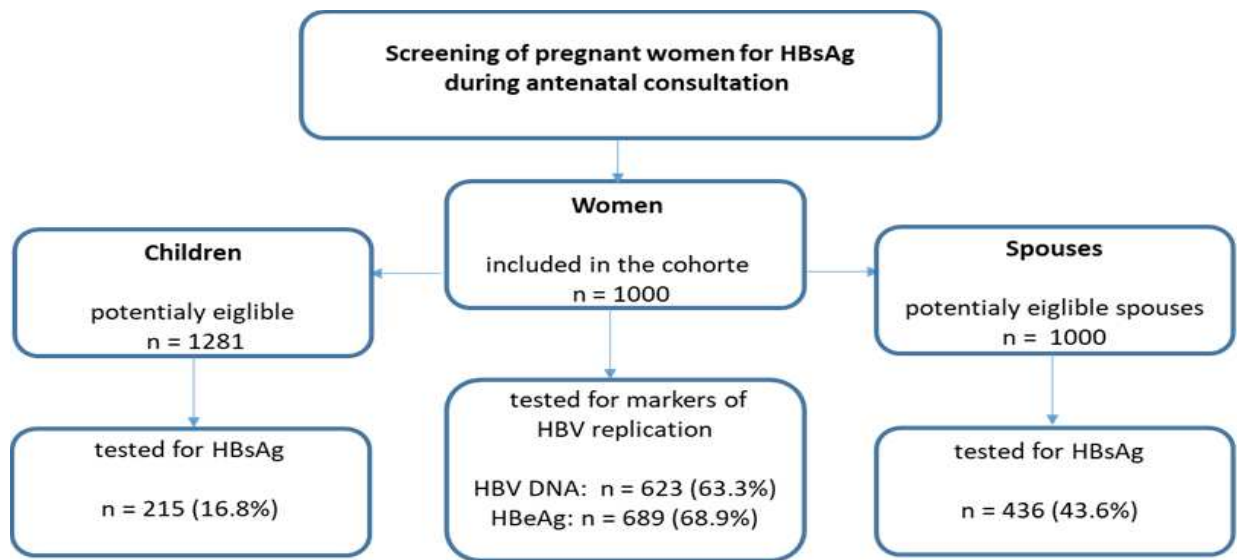 Screening of pregnant women for HBsAg
during antenatal consultation
Women
included in the cohorte
n = 1000
Children
potentialy eiglible
n = 1281
Spouses
potentialy eiglible spouses
n = 1000
tested for HBsAg
n = 215 (16.8%)
tested for markers of
HBV replication
HBV DNA: n = 623 (63.3%)
HBeAg: n = 689 (68.9%)
tested for HBsAg
n = 436 (43.6%)